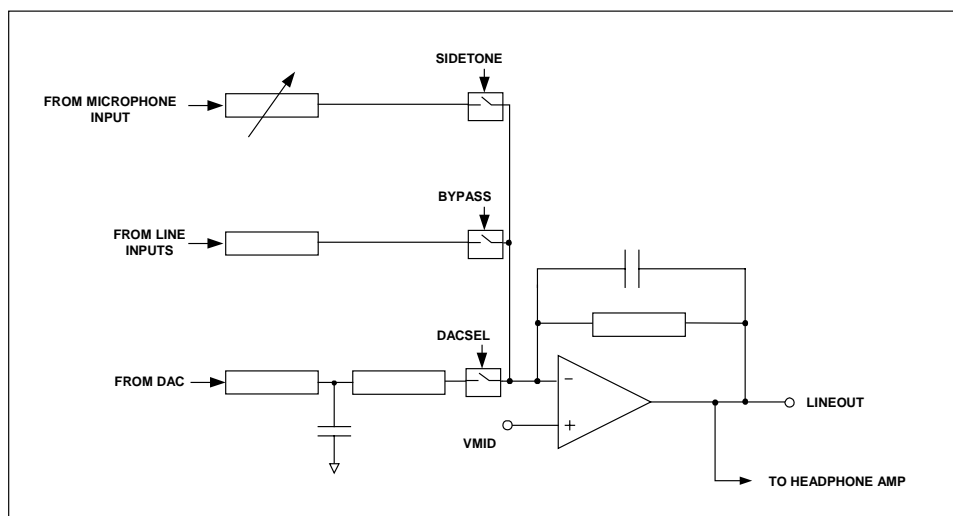 SIDETONE
FROM MICROPHONE
INPUT
BYPASS
FROM LINE
INPUTS
DACSEL
FROM DAC
−
+
VMID
LINEOUT
TO HEADPHONE AMP